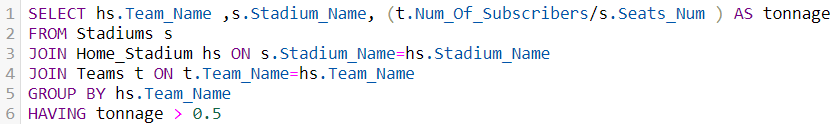 1 SELECT hs.Team_Name ,s.Stadium_Name, (t.Num_Of_Subscribers/s.Seats_Num ) AS tonnage
2 FROM Stadiums s
3 JOIN Home_Stadium hs ON s.Stadium_Name=hs.Stadium_Name
4 JOIN Teams t ON t.Team_Name=hs.Team_Name
5 GROUP BY hs.Team_Name
6 HAVING tonnage > 0.5